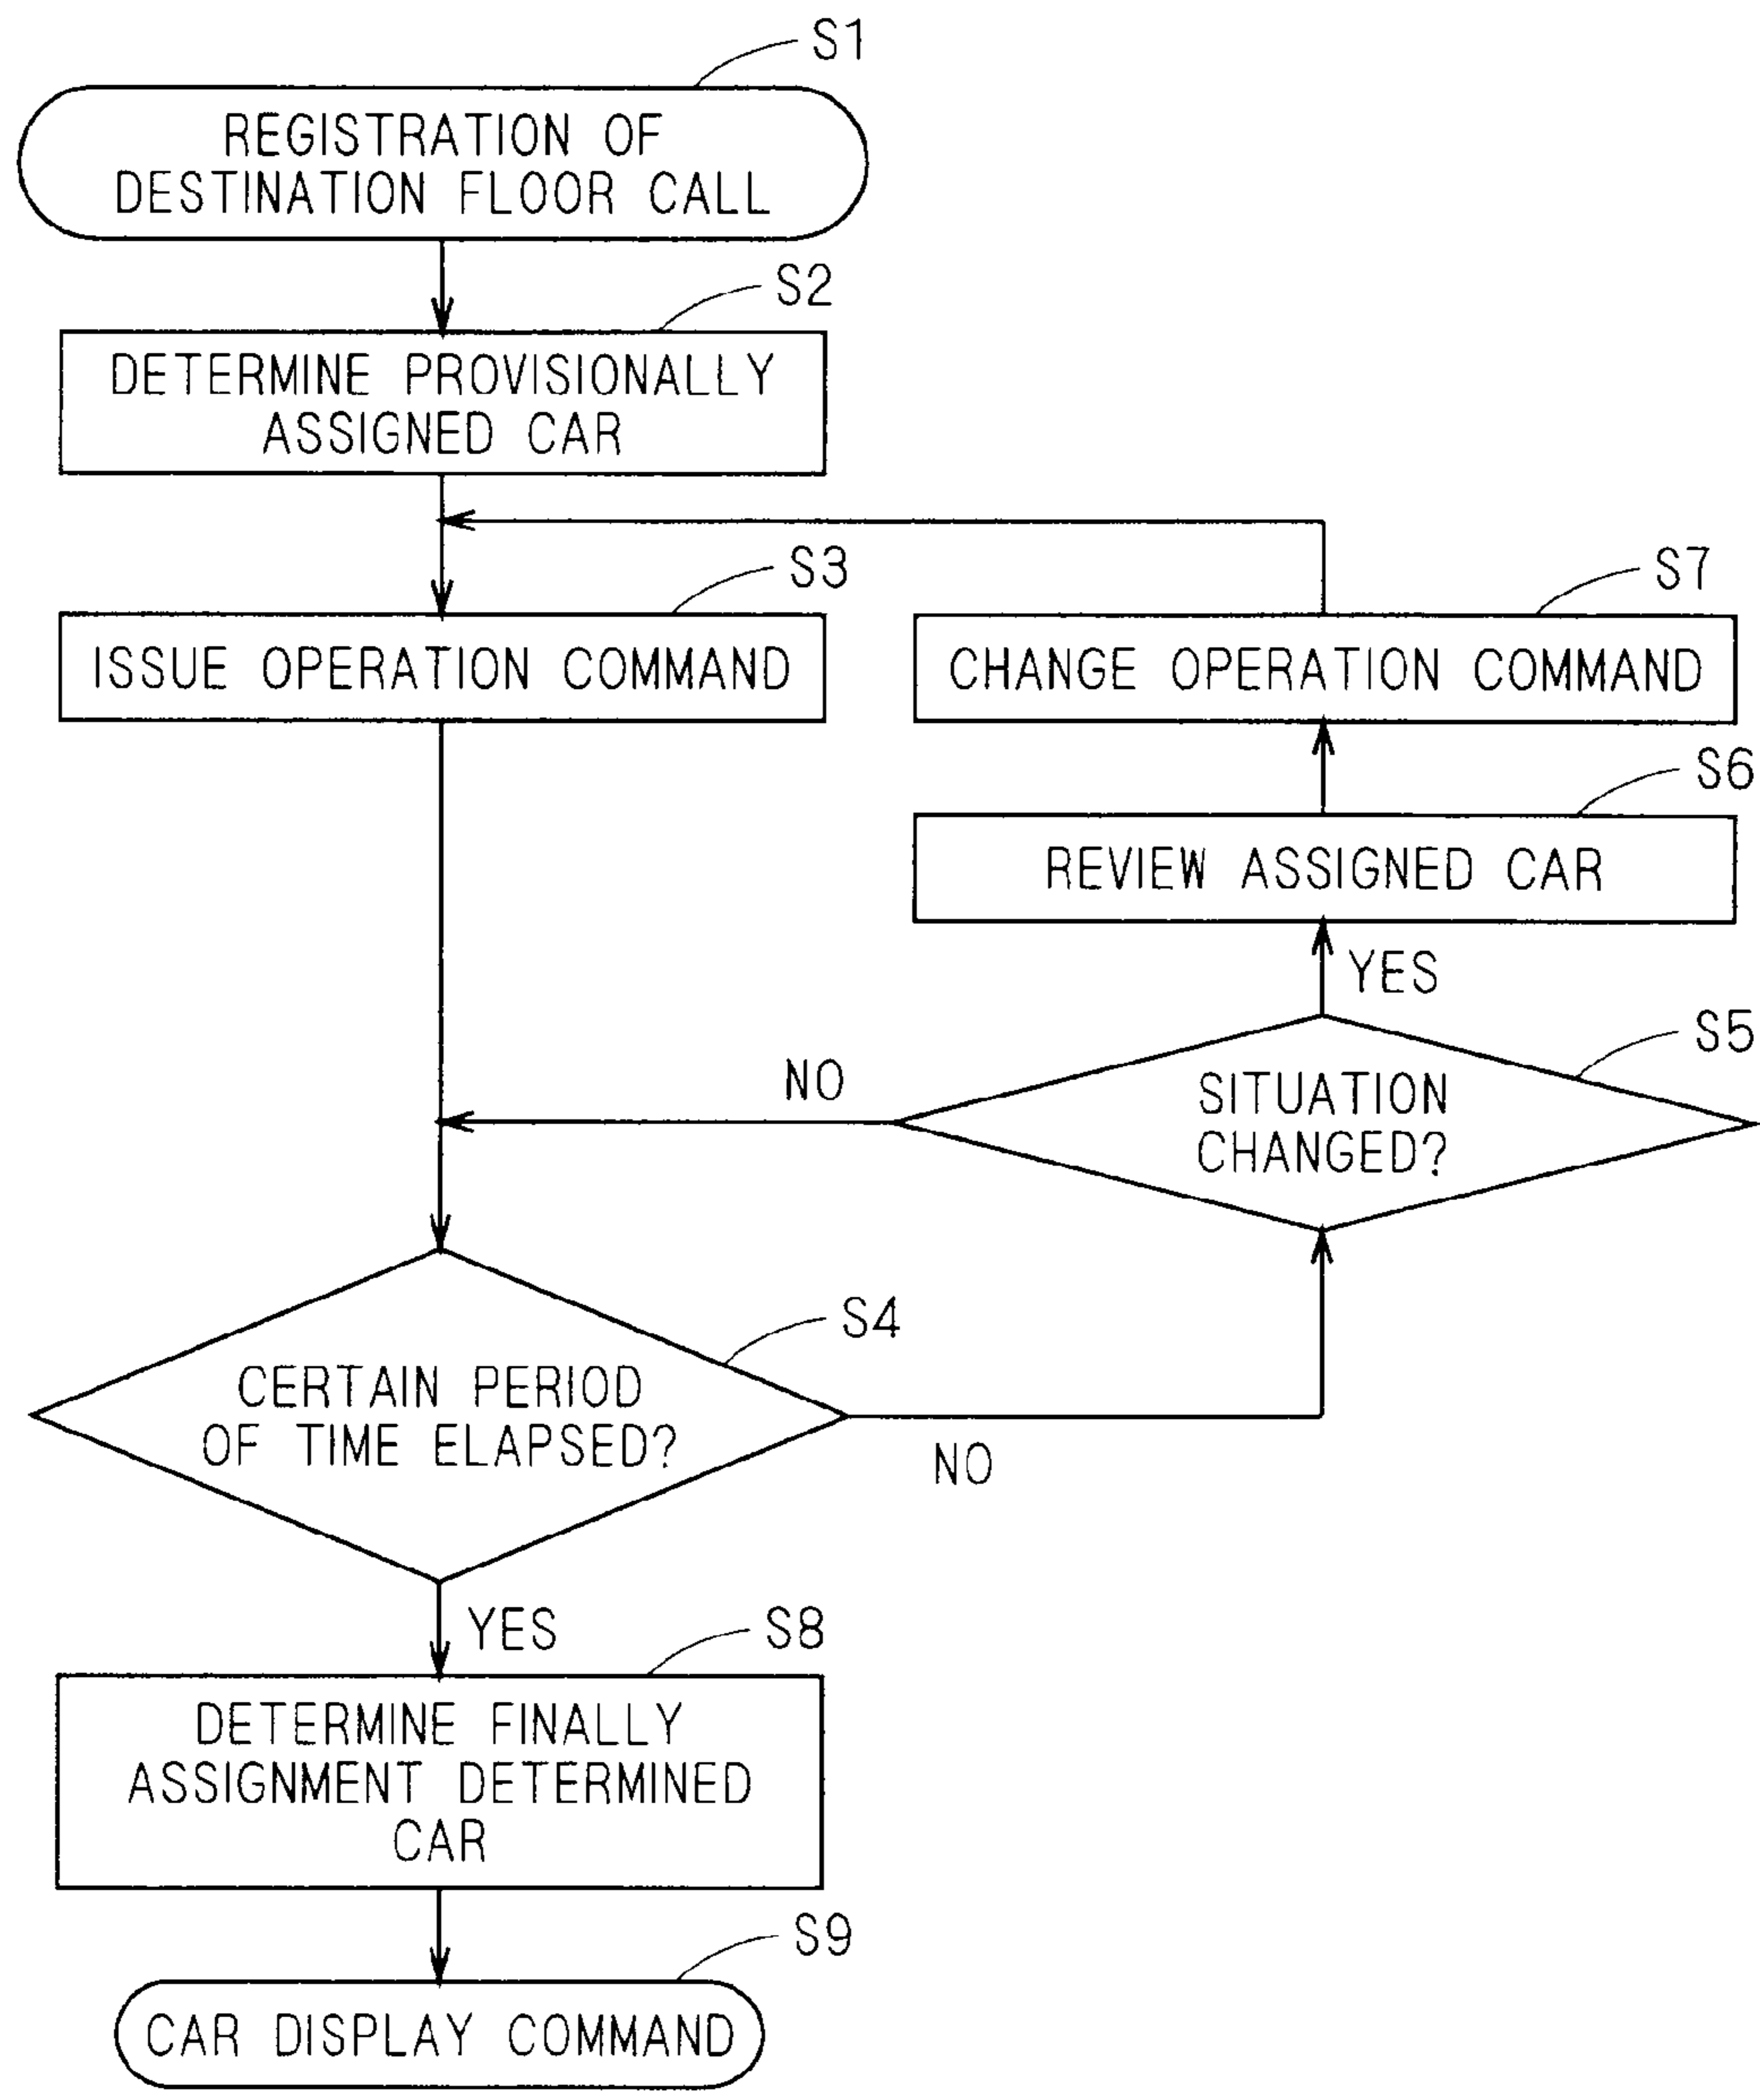 S1
REGISTRATION OF
DESTINATION FLOOR CALL
S2
DETERMINE PROVISIONALLY
ASSIGNED CAR
S3
ISSUE OPERATION COMMAND
S7
CHANGE OPERATION COMMAND
S6
REVIEW ASSIGNED CAR
YES
S5
SITUATION
CHANGED?
NO
S4
CERTAIN PERIOD
OF TIME ELAPSED?
NO
YES
S8
DETERMINE FINALLY
ASSIGNMENT DETERMINED
CAR
S9
CAR DISPLAY COMMAND